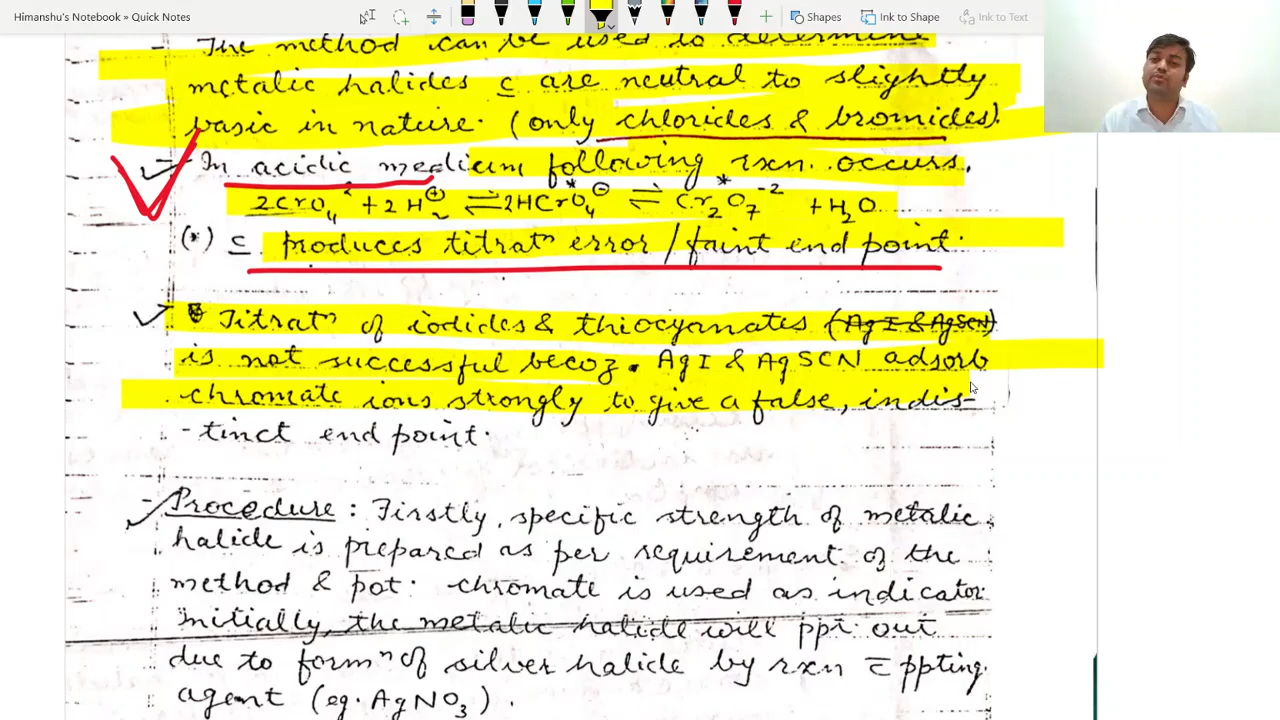 Himanshu's Notebook » Quick Notes
Shapes
Ink to Shape
Ink to Text
- The method can be used to determine
metalic halides c̲ are neutral to slightly
basic in nature. (only chlorides & bromides).
- In acidic medium following rxn. occurs.
2CrO₄⁻² + 2H⊕ ⇌ 2HCrO₄*⊖ ⇌ Cr₂*O₇⁻² + H₂O
(*) c̲ produces titratⁿ error / faint end point.
Titratⁿ of iodides & thiocyanates (AgI & AgSCN)
is not successful becoz. AgI & AgSCN adsorb
chromate ions strongly to give a false, indis-
-tinct end point.
- Procedure : Firstly, specific strength of metalic
halide is prepared as per requirement of the
method & pot. chromate is used as indicator.
initially, the metalic halide will ppt. out
due to formⁿ of silver halide by rxn c̄ ppting.
agent (eg. AgNO₃).